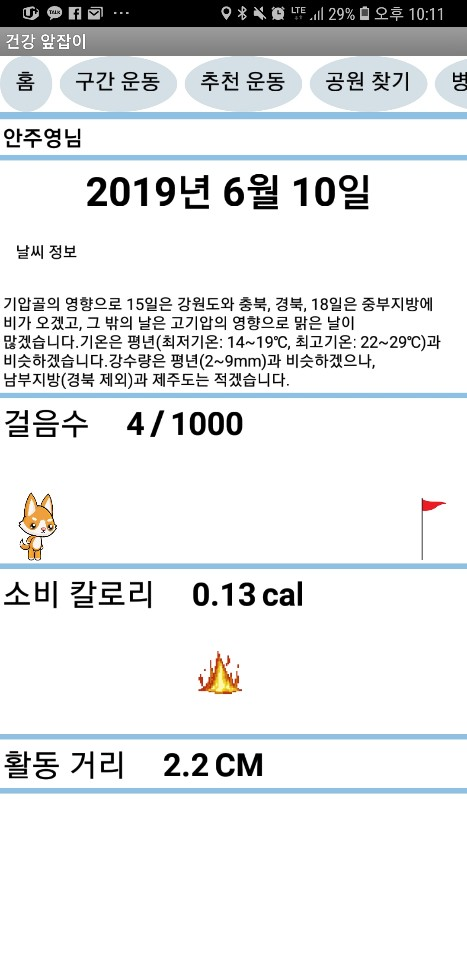 TALK LTE 29% 오후 10:11
건강 앞잡이
홈 구간 운동 추천 운동 공원 찾기 병
안주영님
2019년 6월 10일
날씨 정보
기압골의 영향으로 15일은 강원도와 충북, 경북, 18일은 중부지방에
비가 오겠고, 그 밖의 날은 고기압의 영향으로 맑은 날이
많겠습니다.기온은 평년(최저기온: 14~19℃, 최고기온: 22~29℃)과
비슷하겠습니다.강수량은 평년(2~9mm)과 비슷하겠으나,
남부지방(경북 제외)과 제주도는 적겠습니다.
걸음수 4 / 1000
소비 칼로리 0.13 cal
활동 거리 2.2 CM